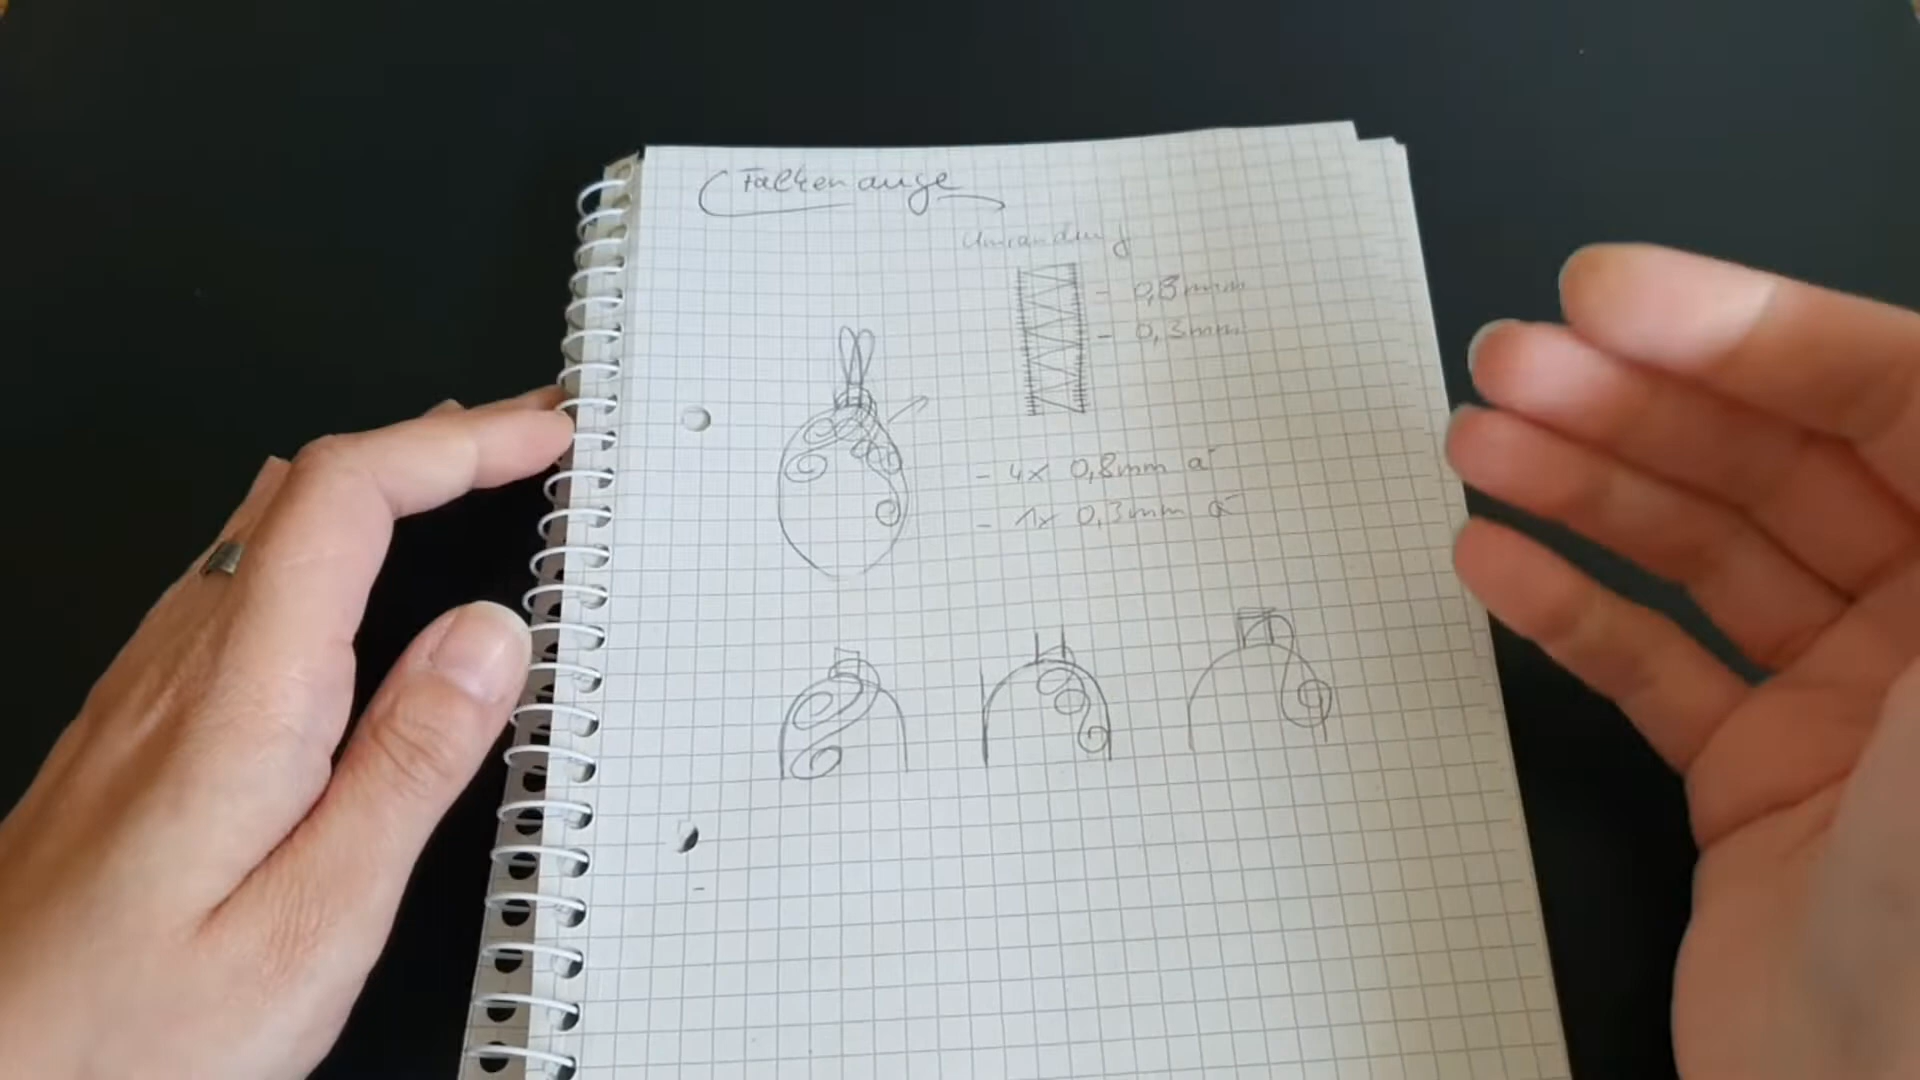 Falkenauge
Umrandung
- 0,8mm
- 0,3mm
- 4x 0,8mm a
- 1x 0,3mm a